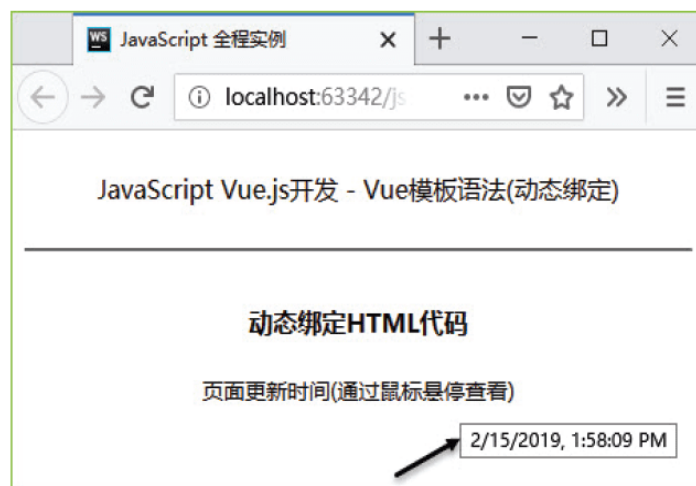 WS JavaScript 全程实例
localhost:63342/js
JavaScript Vue.js开发 - Vue模板语法(动态绑定)
动态绑定HTML代码
页面更新时间(通过鼠标悬停查看)
2/15/2019, 1:58:09 PM